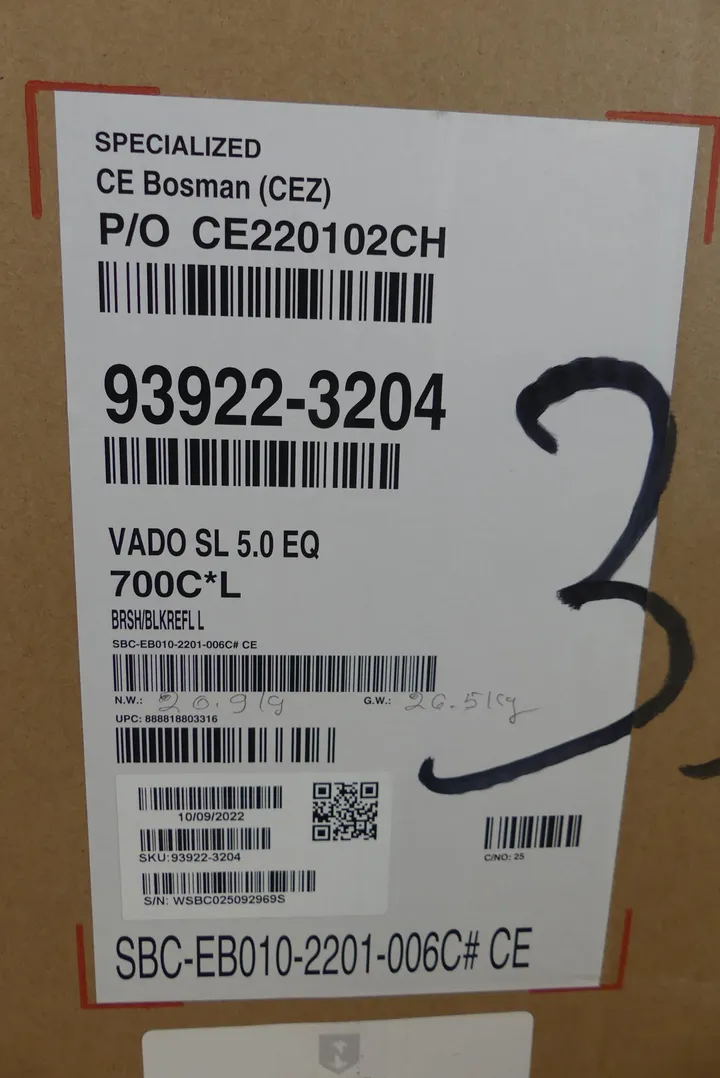 SPECIALIZED
CE Bosman (CEZ)
P/O CE220102CH
93922-3204
3
VADO SL 5.0 EQ
700C*L
BRSH/BLKREFL L
SBC-EB010-2201-006C# CE
N.W.: 20.9kg G.W.: 26.5kg
UPC: 888818803316
10/09/2022
SKU:93922-3204
C/NO: 25
S/N: WSBC025092969S
SBC-EB010-2201-006C# CE
N